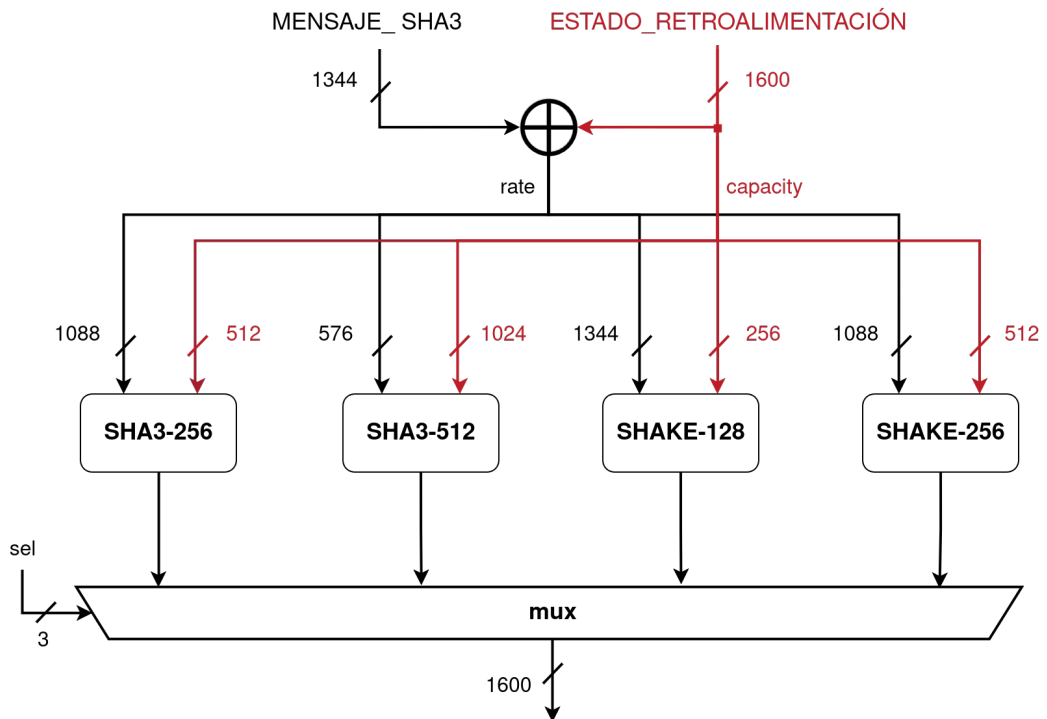 MENSAJE_ SHA3
ESTADO_RETROALIMENTACIÓN
1344
1600
rate
capacity
1088
512
576
1024
1344
256
1088
512
SHA3-256
SHA3-512
SHAKE-128
SHAKE-256
sel
3
mux
1600